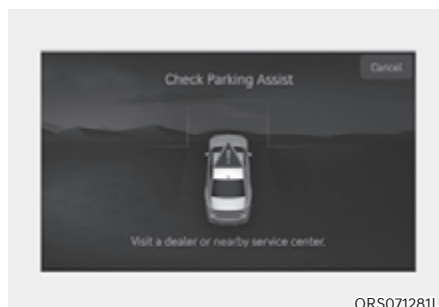 Cancel
Check Parking Assist
Visit a dealer or nearby service center.
ORS071281L